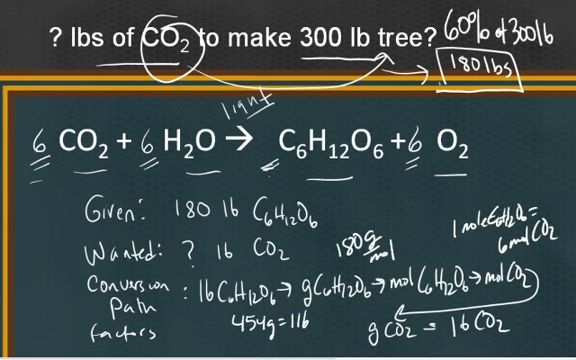 ? lbs of CO₂ to make 300 lb tree? 60% of 300 lb
180 lbs
light
6 CO₂ + 6 H₂O → C₆H₁₂O₆ + 6 O₂
Given: 180 lb C₆H₁₂O₆
Wanted: ? lb CO₂
180 g/mol
1 mole C₆H₁₂O₆ =
6 mol CO₂
Conversion Path : lb C₆H₁₂O₆ → g C₆H₁₂O₆ → mol C₆H₁₂O₆ → mol CO₂
g CO₂ = lb CO₂
factors 454g = 1 lb